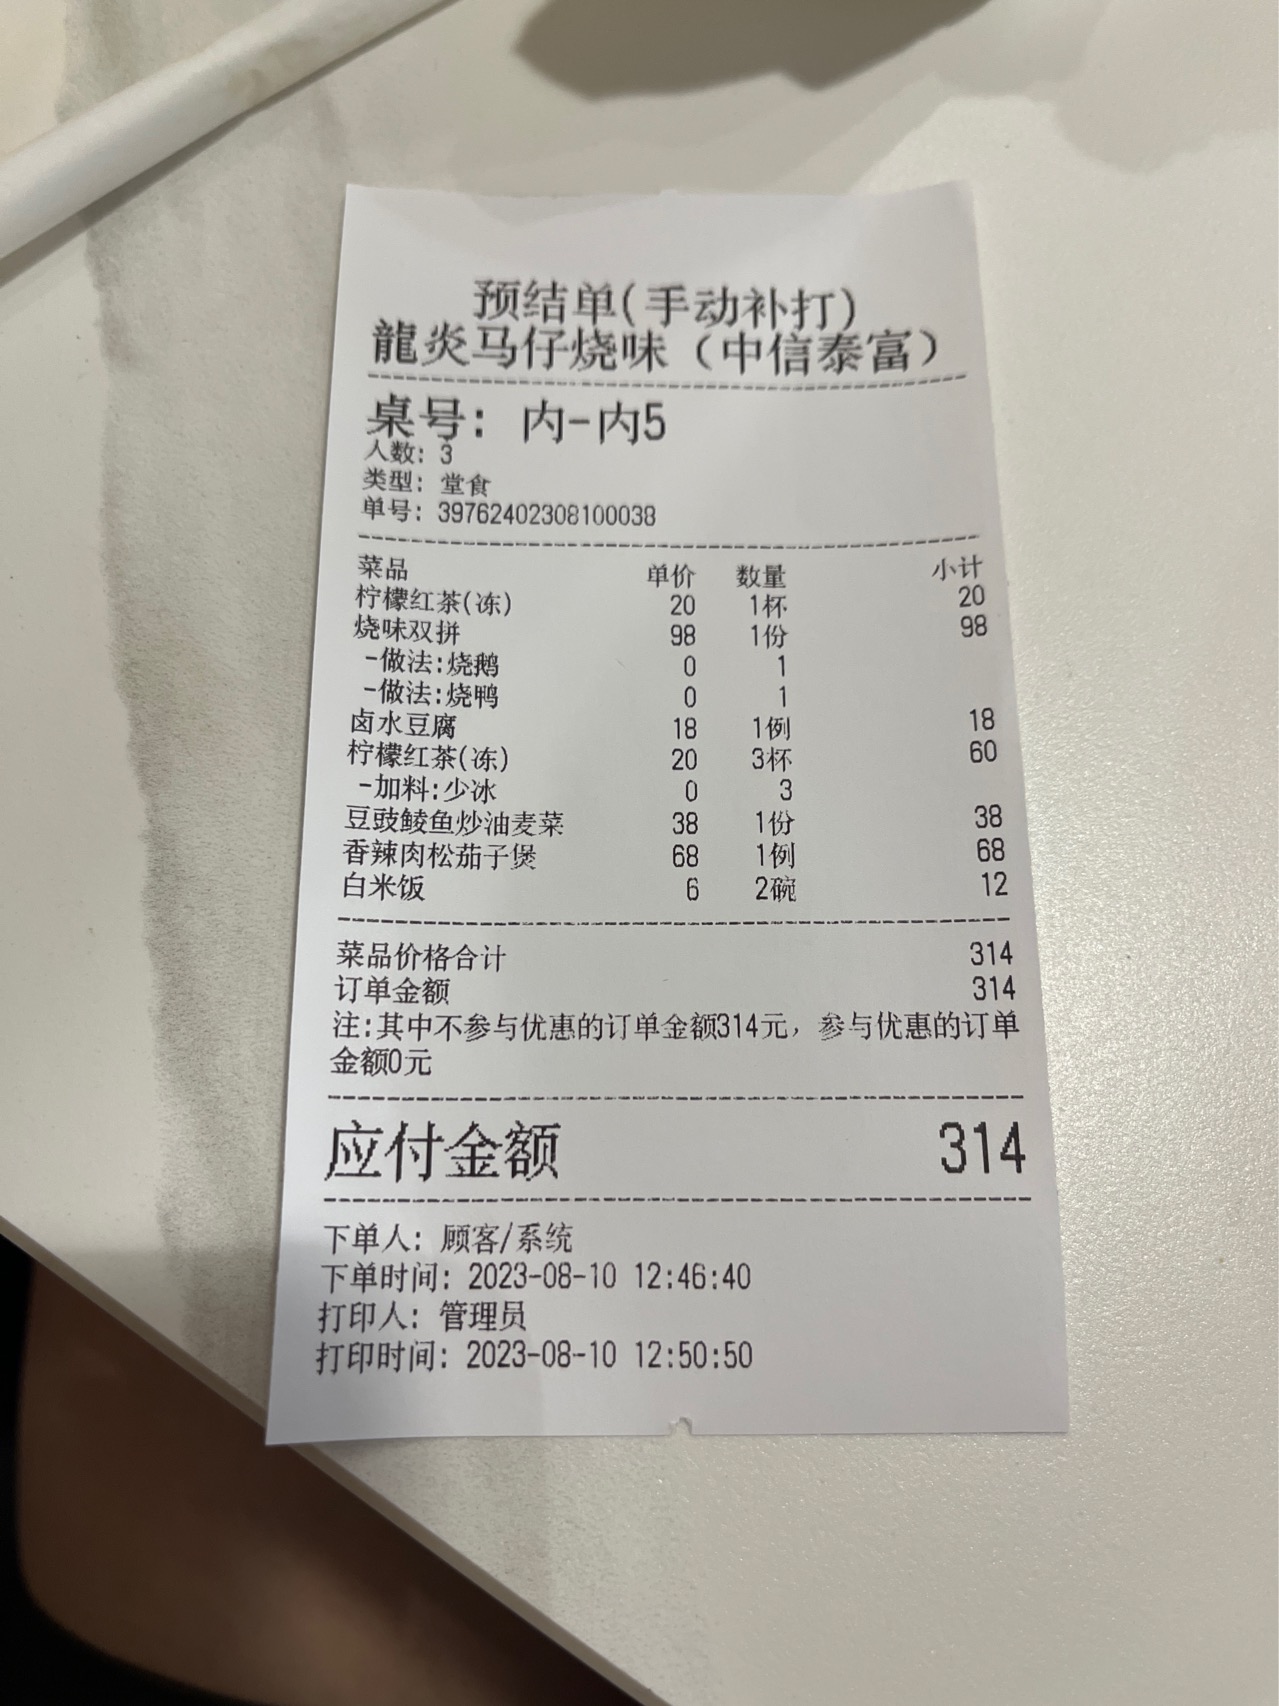 预结单(手动补打)
龍炎马仔烧味（中信泰富）
桌号：内-内5
人数：3
类型：堂食
单号：39762402308100038
菜品 单价 数量 小计
柠檬红茶(冻) 20 1杯 20
烧味双拼 98 1份 98
-做法:烧鹅 0 1
-做法:烧鸭 0 1
卤水豆腐 18 1例 18
柠檬红茶(冻) 20 3杯 60
-加料:少冰 0 3
豆豉鲮鱼炒油麦菜 38 1份 38
香辣肉松茄子煲 68 1例 68
白米饭 6 2碗 12
菜品价格合计 314
订单金额 314
注:其中不参与优惠的订单金额314元，参与优惠的订单
金额0元
应付金额 314
下单人：顾客/系统
下单时间：2023-08-10 12:46:40
打印人：管理员
打印时间：2023-08-10 12:50:50